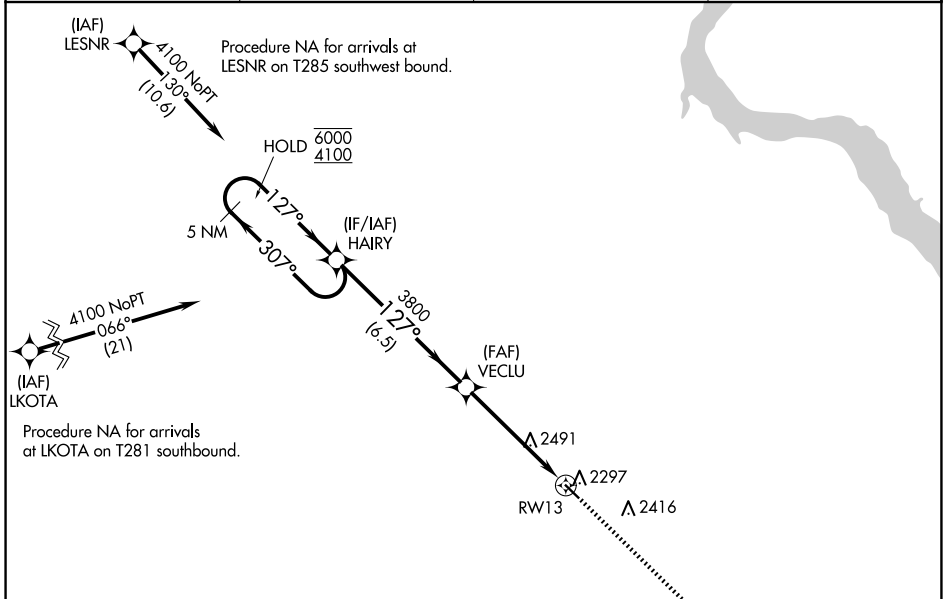 (IAF)
LESNR
4100 NoPT
130°
(10.6)
Procedure NA for arrivals at
LESNR on T285 southwest bound.
HOLD
6000
4100
127°
5 NM
307°
(IF/IAF)
HAIRY
3800
127°
(6.5)
4100 NoPT
066°
(21)
(IAF)
LKOTA
(FAF)
VECLU
Procedure NA for arrivals
at LKOTA on T281 southbound.
2491
2297
RW13
2416